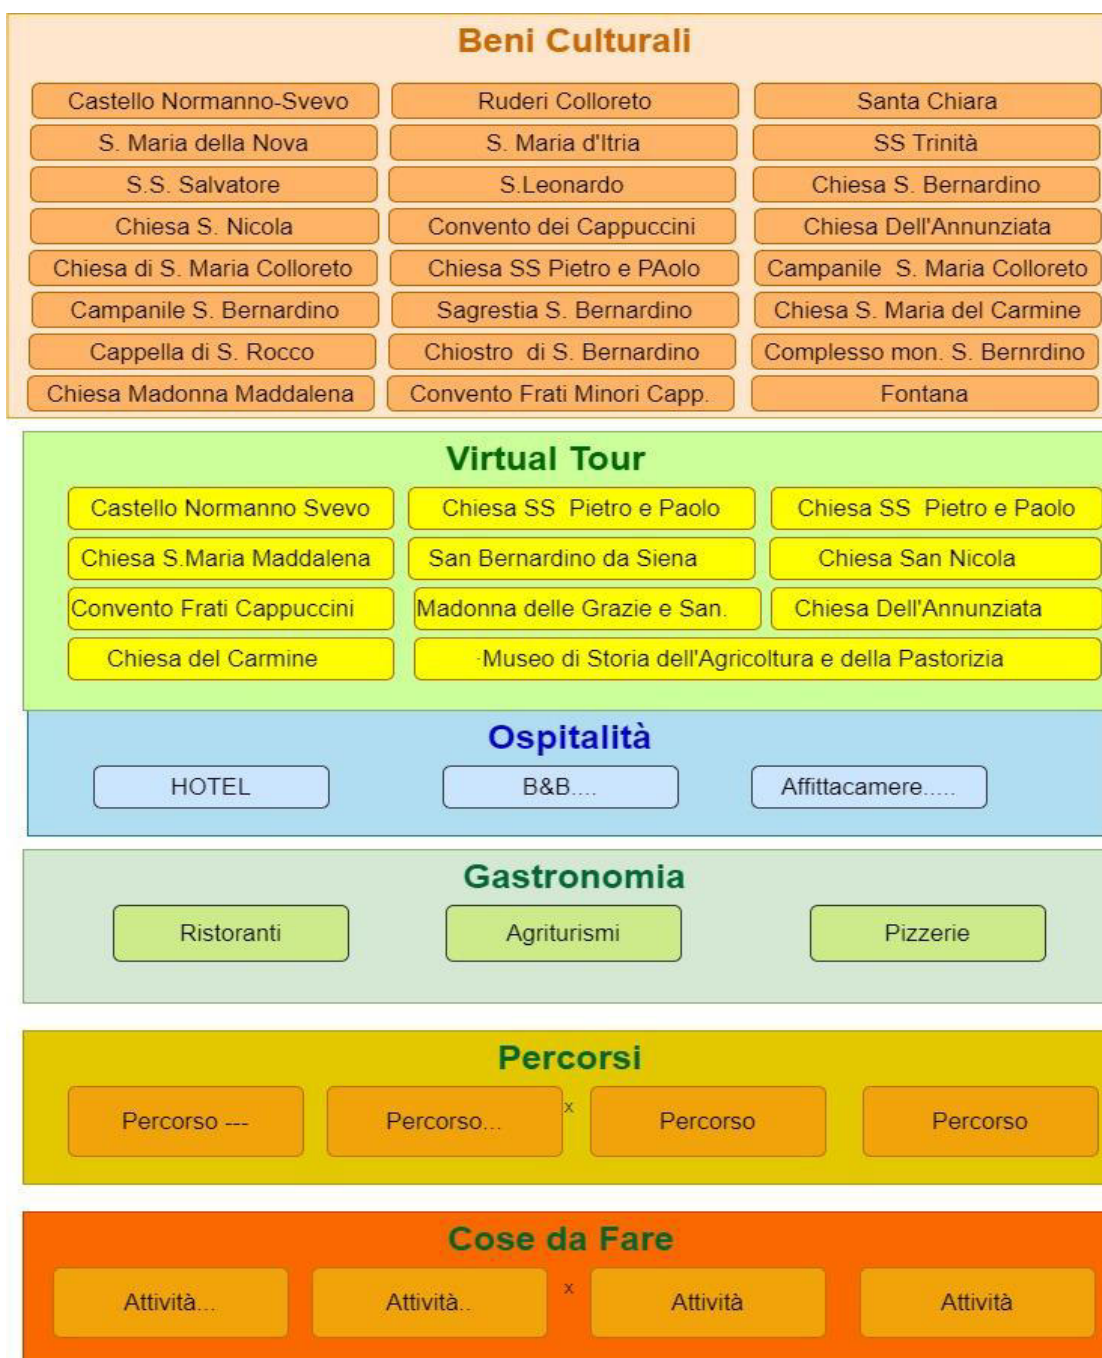 Beni Culturali
Castello Normanno-Svevo Ruderi Colloreto Santa Chiara
S. Maria della Nova S. Maria d'Itria SS Trinità
S.S. Salvatore S.Leonardo Chiesa S. Bernardino
Chiesa S. Nicola Convento dei Cappuccini Chiesa Dell'Annunziata
Chiesa di S. Maria Colloreto Chiesa SS Pietro e PAolo Campanile S. Maria Colloreto
Campanile S. Bernardino Sagrestia S. Bernardino Chiesa S. Maria del Carmine
Cappella di S. Rocco Chiostro di S. Bernardino Complesso mon. S. Bernrdino
Chiesa Madonna Maddalena Convento Frati Minori Capp. Fontana
Virtual Tour
Castello Normanno Svevo Chiesa SS Pietro e Paolo Chiesa SS Pietro e Paolo
Chiesa S.Maria Maddalena San Bernardino da Siena Chiesa San Nicola
Convento Frati Cappuccini Madonna delle Grazie e San. Chiesa Dell'Annunziata
Chiesa del Carmine ·Museo di Storia dell'Agricoltura e della Pastorizia
Ospitalità
HOTEL B&B.... Affittacamere.....
Gastronomia
Ristoranti Agriturismi Pizzerie
Percorsi
Percorso --- Percorso... x Percorso Percorso
Cose da Fare
Attività... Attività.. x Attività Attività